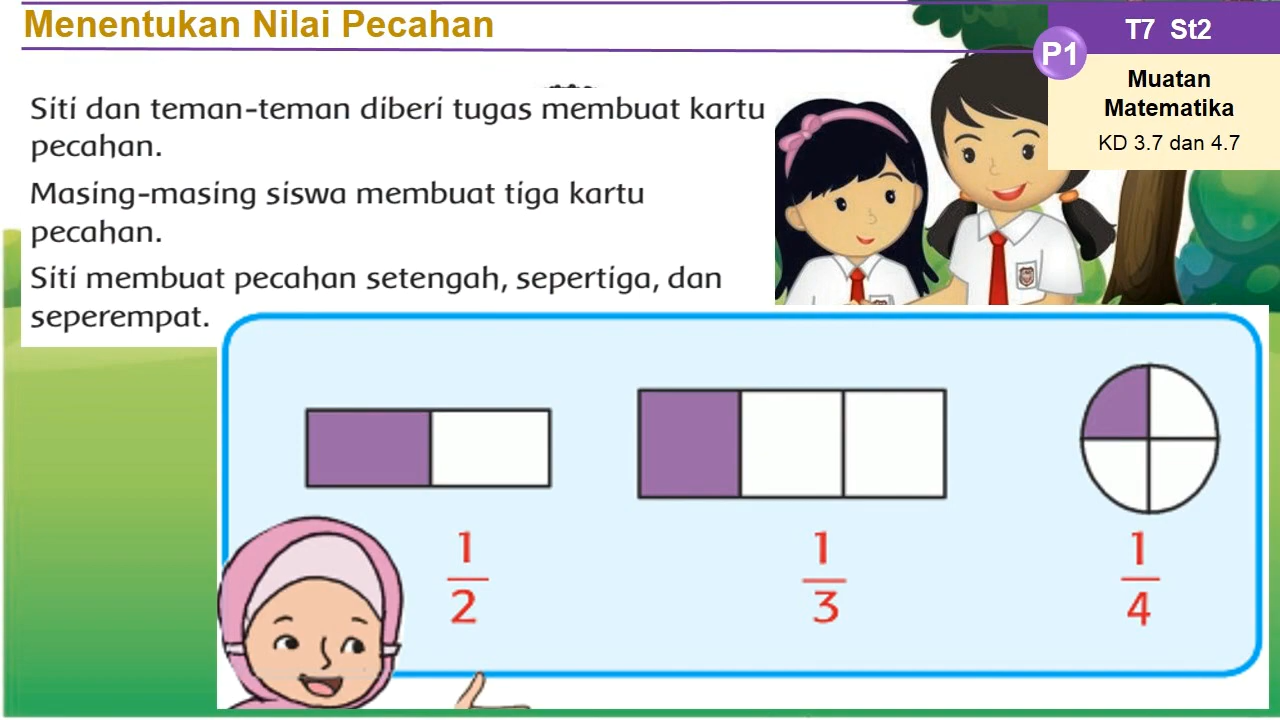 Menentukan Nilai Pecahan
P1
T7 St2
Muatan
Matematika
KD 3.7 dan 4.7
Siti dan teman-teman diberi tugas membuat kartu
pecahan.
Masing-masing siswa membuat tiga kartu
pecahan.
Siti membuat pecahan setengah, sepertiga, dan
seperempat.
1/2
1/3
1/4